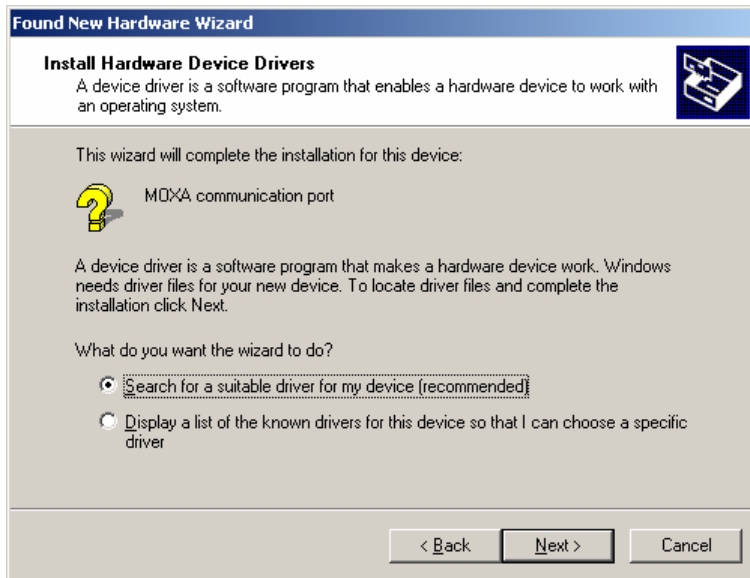 Found New Hardware Wizard
Install Hardware Device Drivers
A device driver is a software program that enables a hardware device to work with
an operating system.
This wizard will complete the installation for this device:
MOXA communication port
A device driver is a software program that makes a hardware device work. Windows
needs driver files for your new device. To locate driver files and complete the
installation click Next.
What do you want the wizard to do?
Search for a suitable driver for my device (recommended)
Display a list of the known drivers for this device so that I can choose a specific
driver
< Back
Next >
Cancel